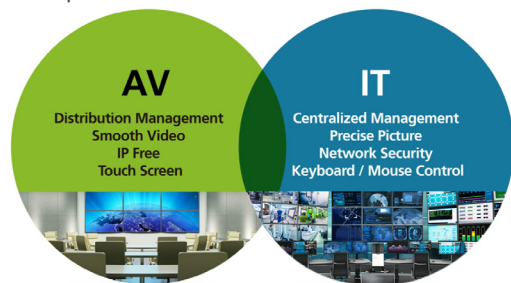 AV
Distribution Management
Smooth Video
IP Free
Touch Screen
IT
Centralized Management
Precise Picture
Network Security
Keyboard / Mouse Control